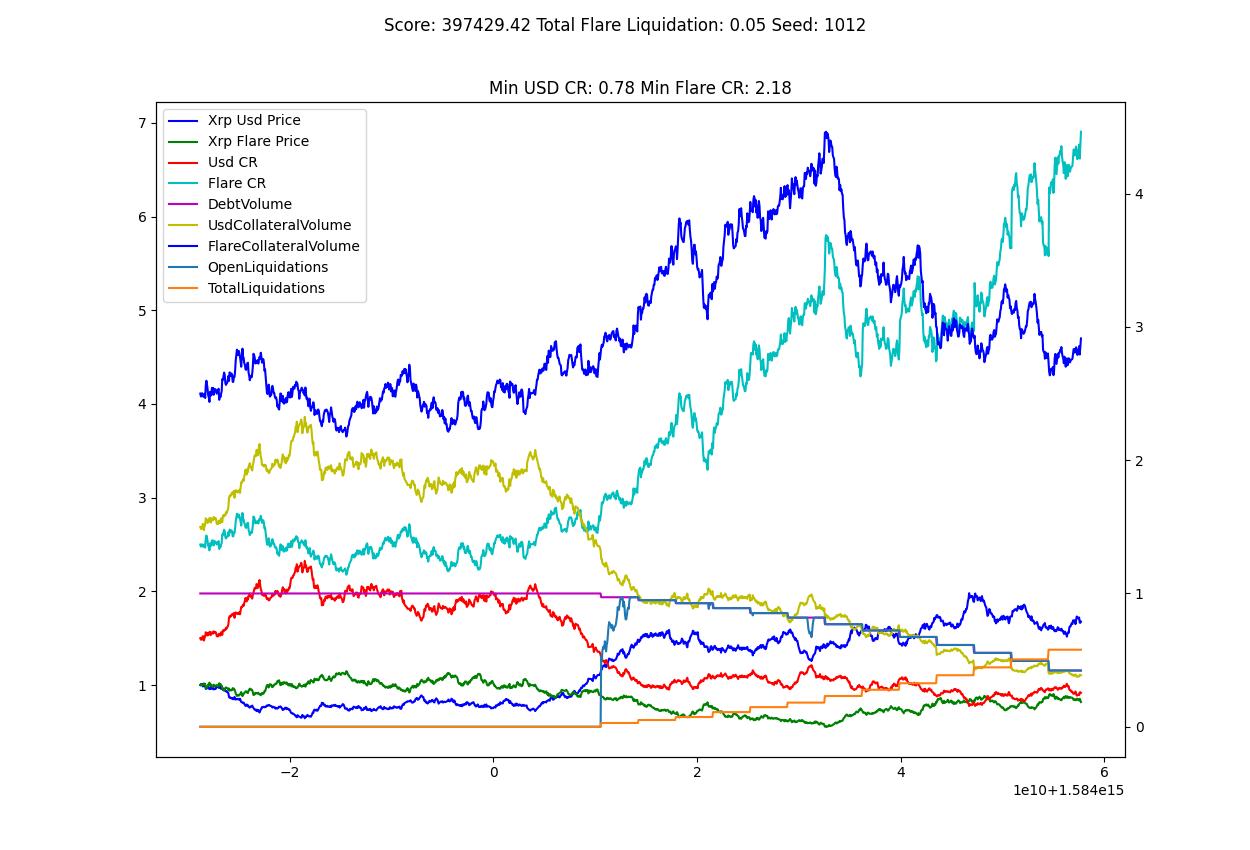 Score: 397429.42 Total Flare Liquidation: 0.05 Seed: 1012
Min USD CR: 0.78 Min Flare CR: 2.18
Xrp Usd Price
Xrp Flare Price
Usd CR
Flare CR
DebtVolume
UsdCollateralVolume
FlareCollateralVolume
OpenLiquidations
TotalLiquidations
7
6
5
4
3
2
1
4
3
2
1
0
−2
0
2
4
6
1e10+1.584e15